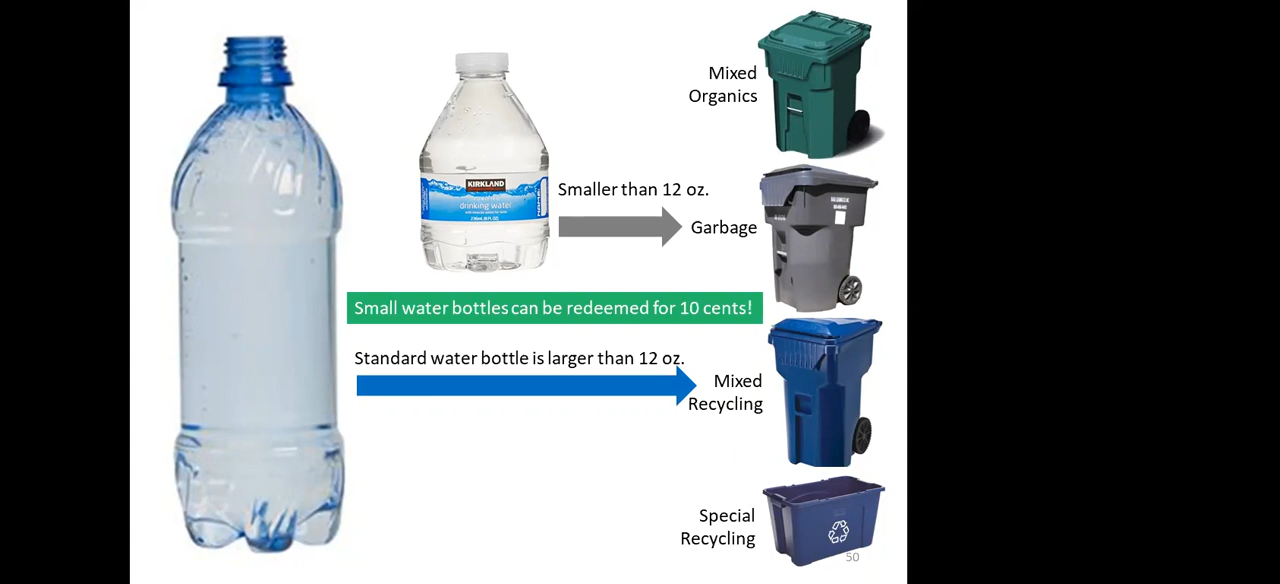 Mixed
Organics
KIRKLAND
drinking water
Smaller than 12 oz.
Garbage
Small water bottles can be redeemed for 10 cents!
Standard water bottle is larger than 12 oz.
Mixed
Recycling
Special
Recycling
50